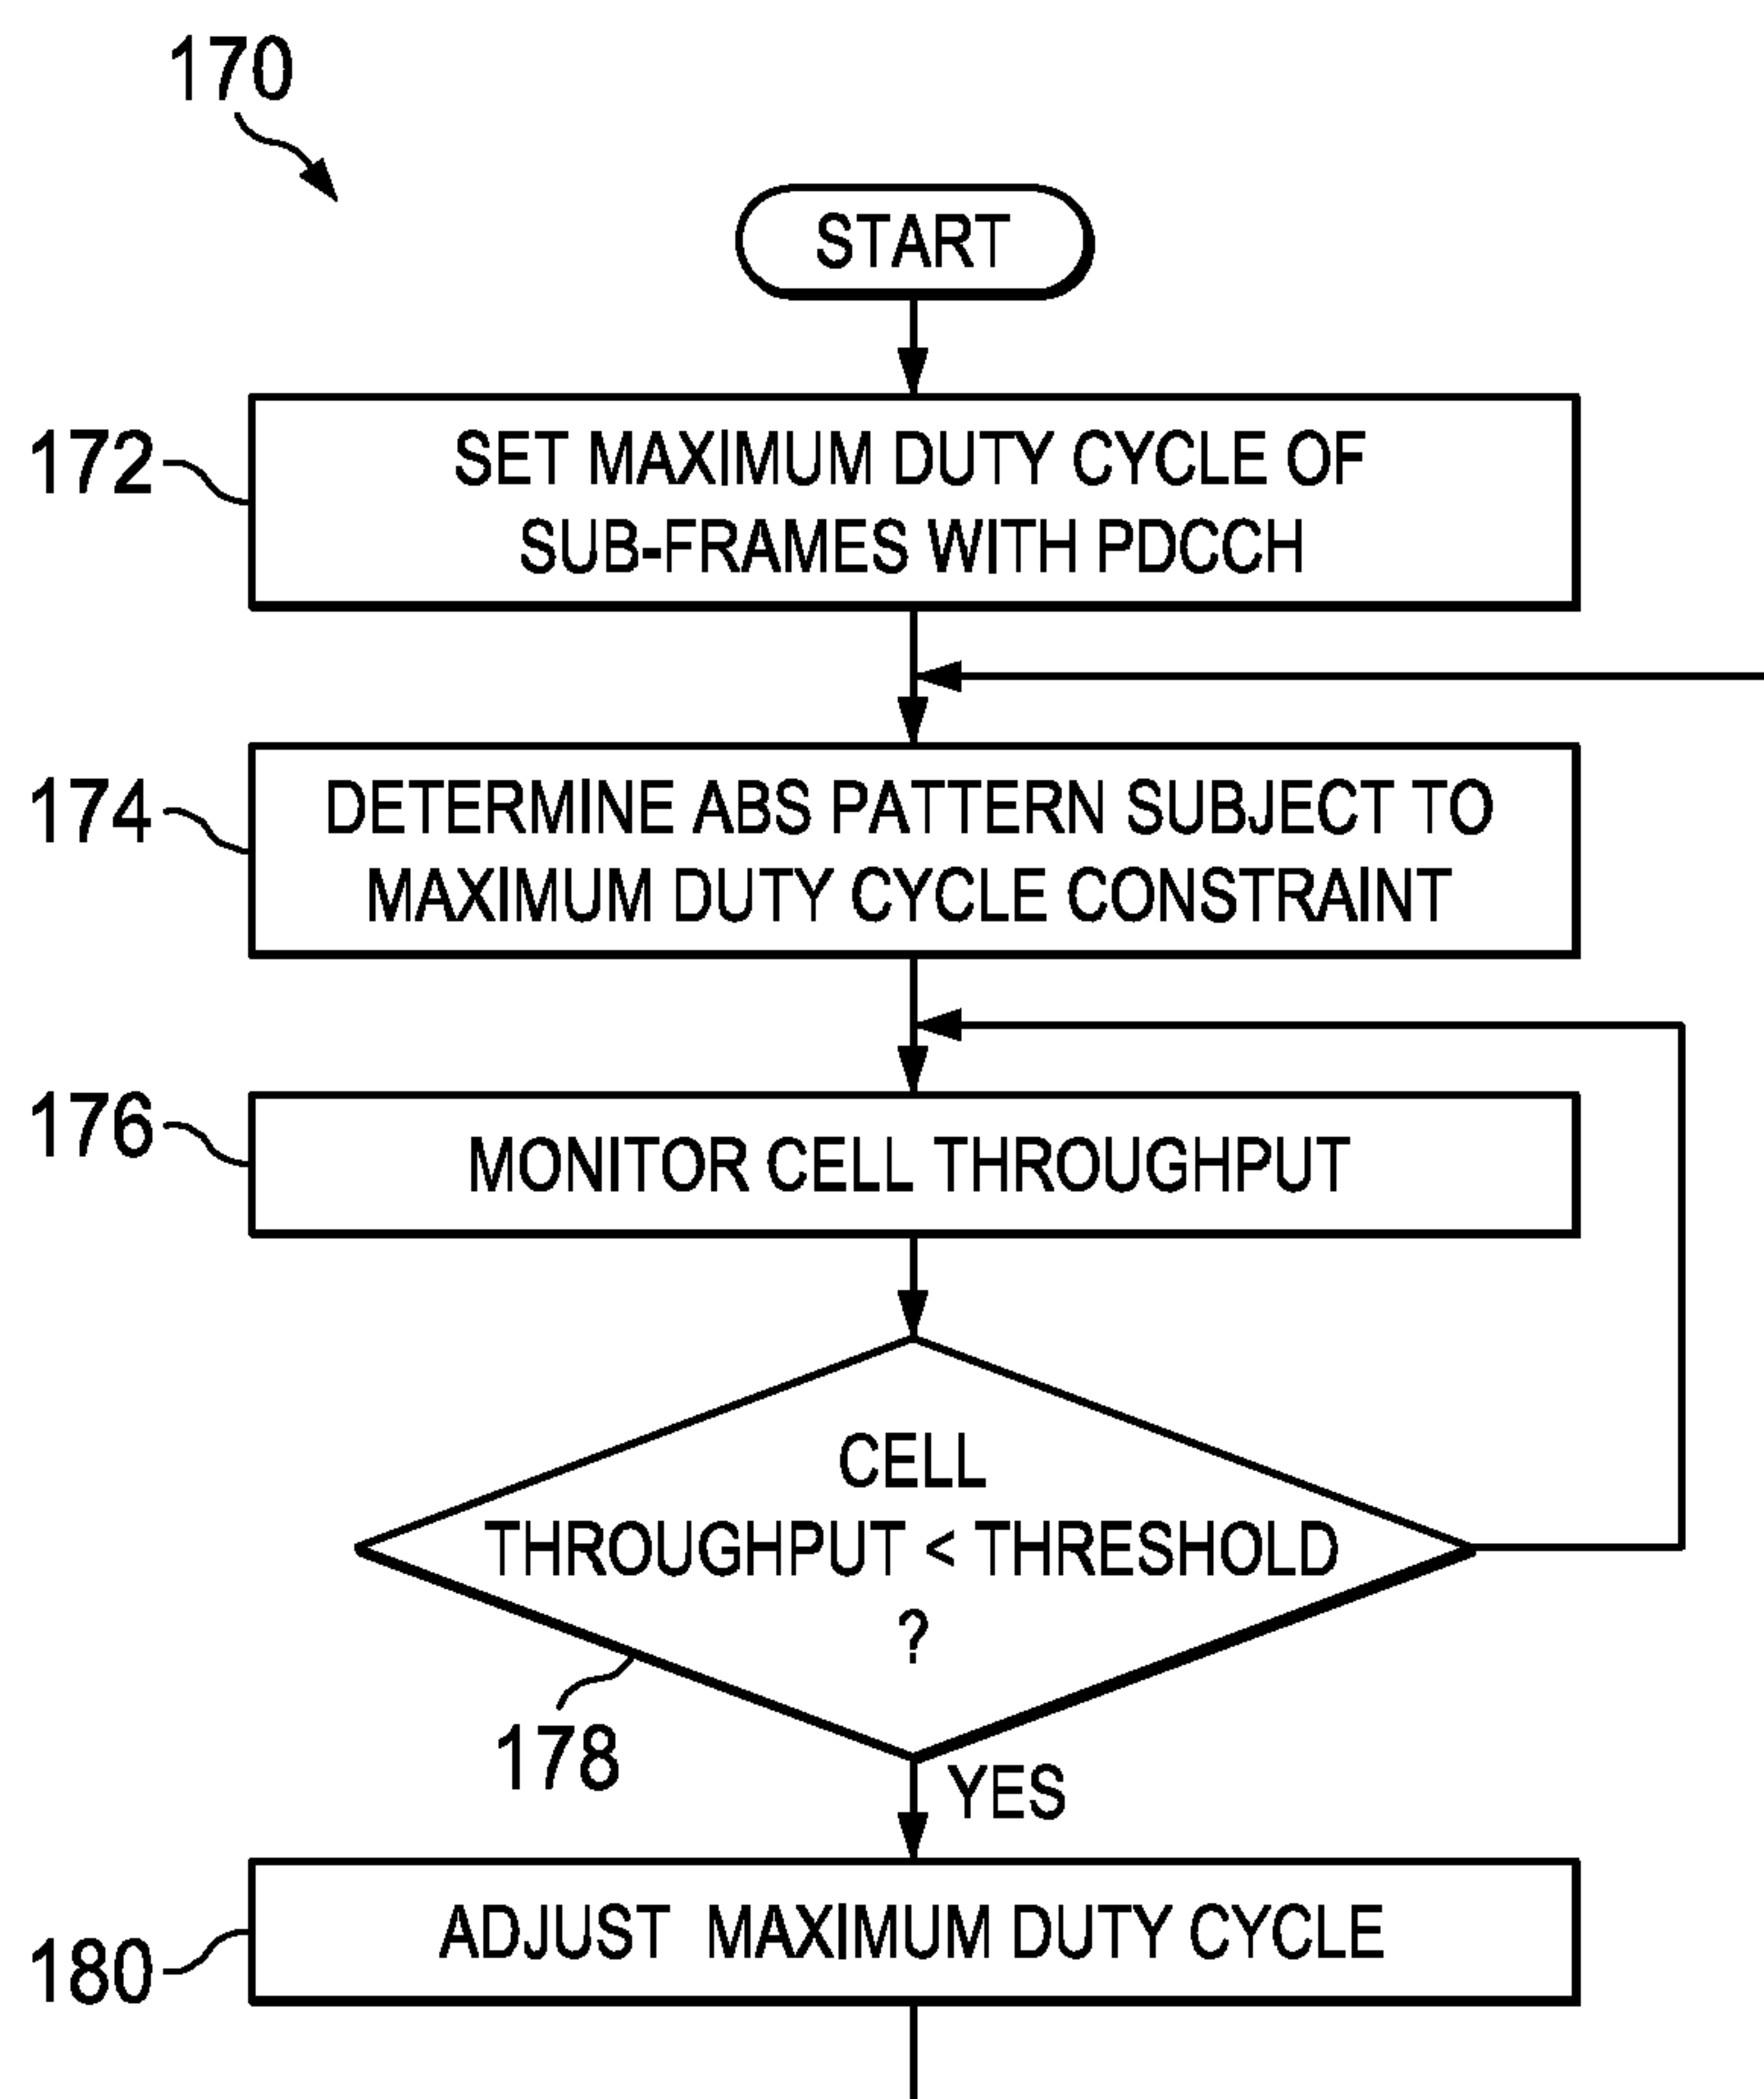 170
START
172
SET MAXIMUM DUTY CYCLE OF
SUB-FRAMES WITH PDCCH
174
DETERMINE ABS PATTERN SUBJECT TO
MAXIMUM DUTY CYCLE CONSTRAINT
176
MONITOR CELL THROUGHPUT
CELL
THROUGHPUT < THRESHOLD
?
178
YES
180
ADJUST MAXIMUM DUTY CYCLE